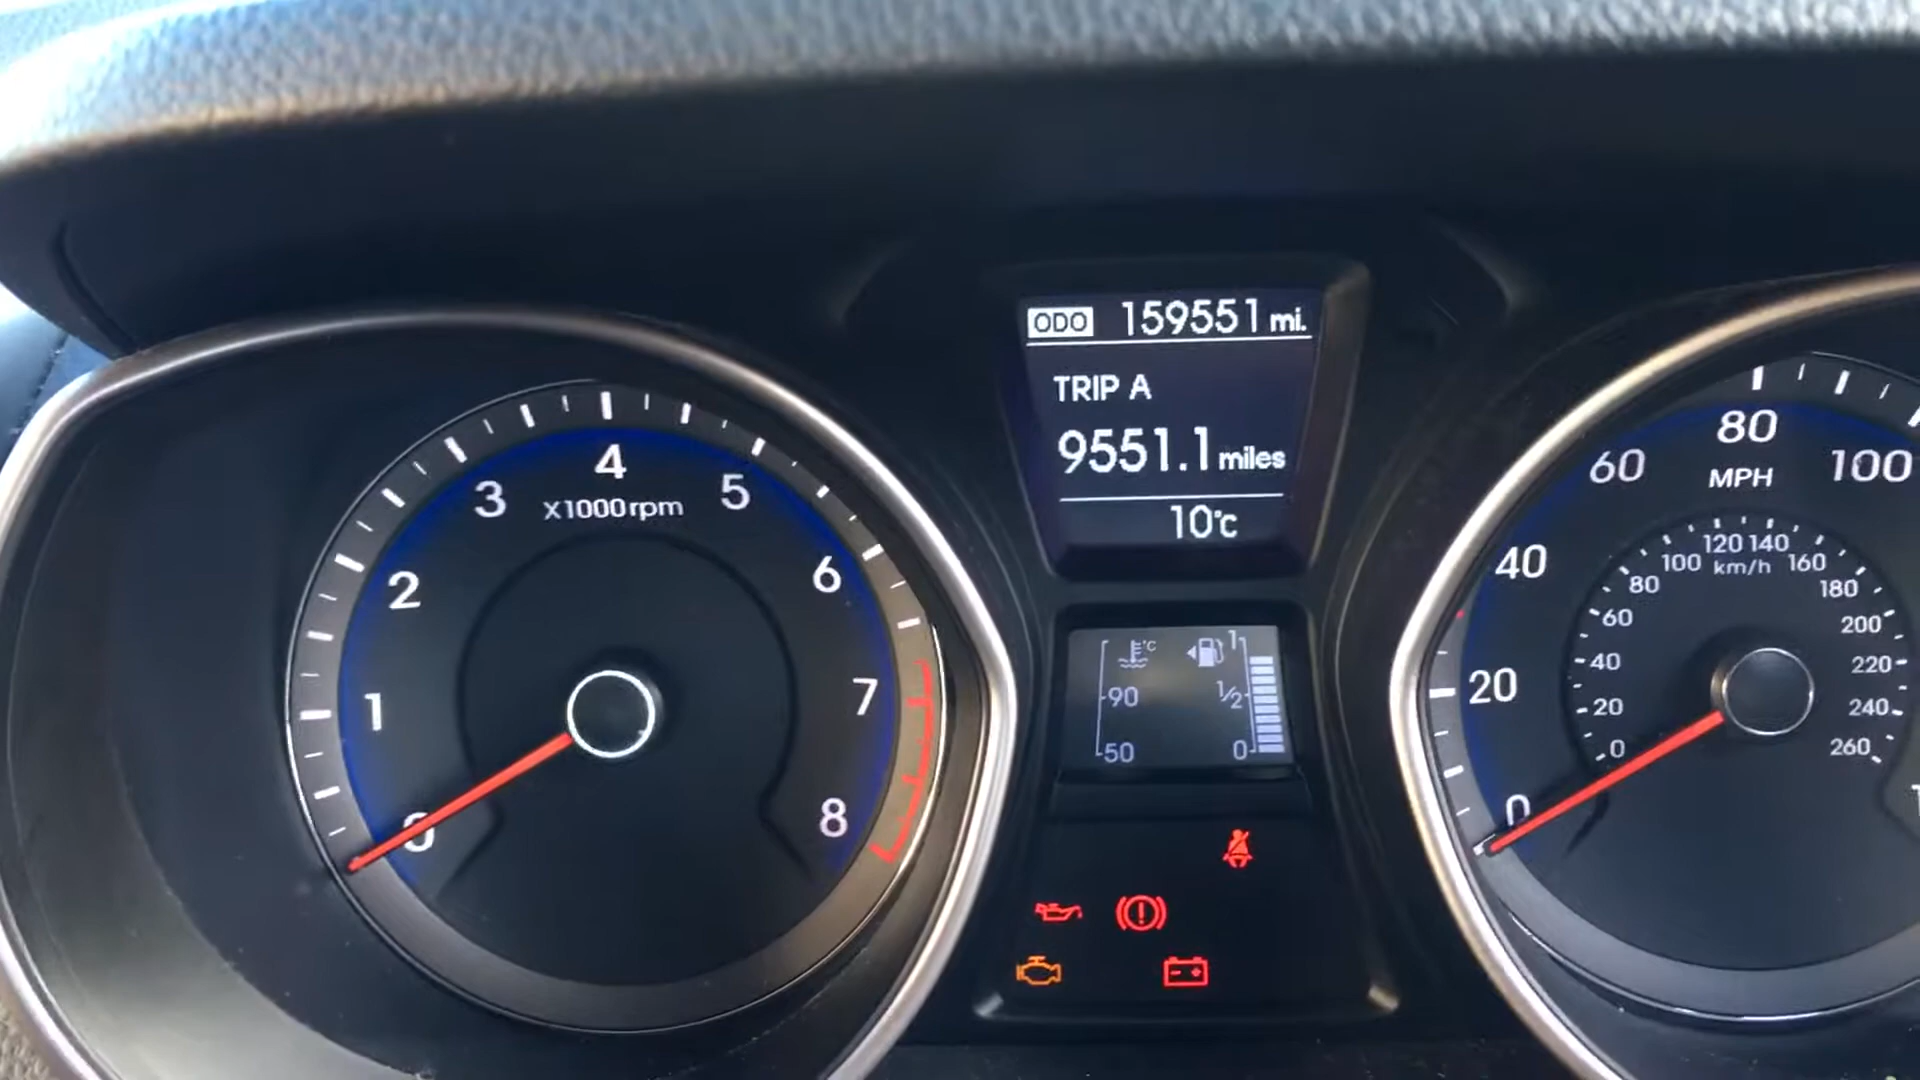 ODO 159551 mi.
TRIP A
9551.1 miles
10°C
0 1 2 3 4 5 6 7 8
X1000rpm
°C 1
90 1/2
50 0
0 20 40 60 80 100
MPH
0 20 40 60 80 100 120 140 160 180 200 220 240 260
km/h